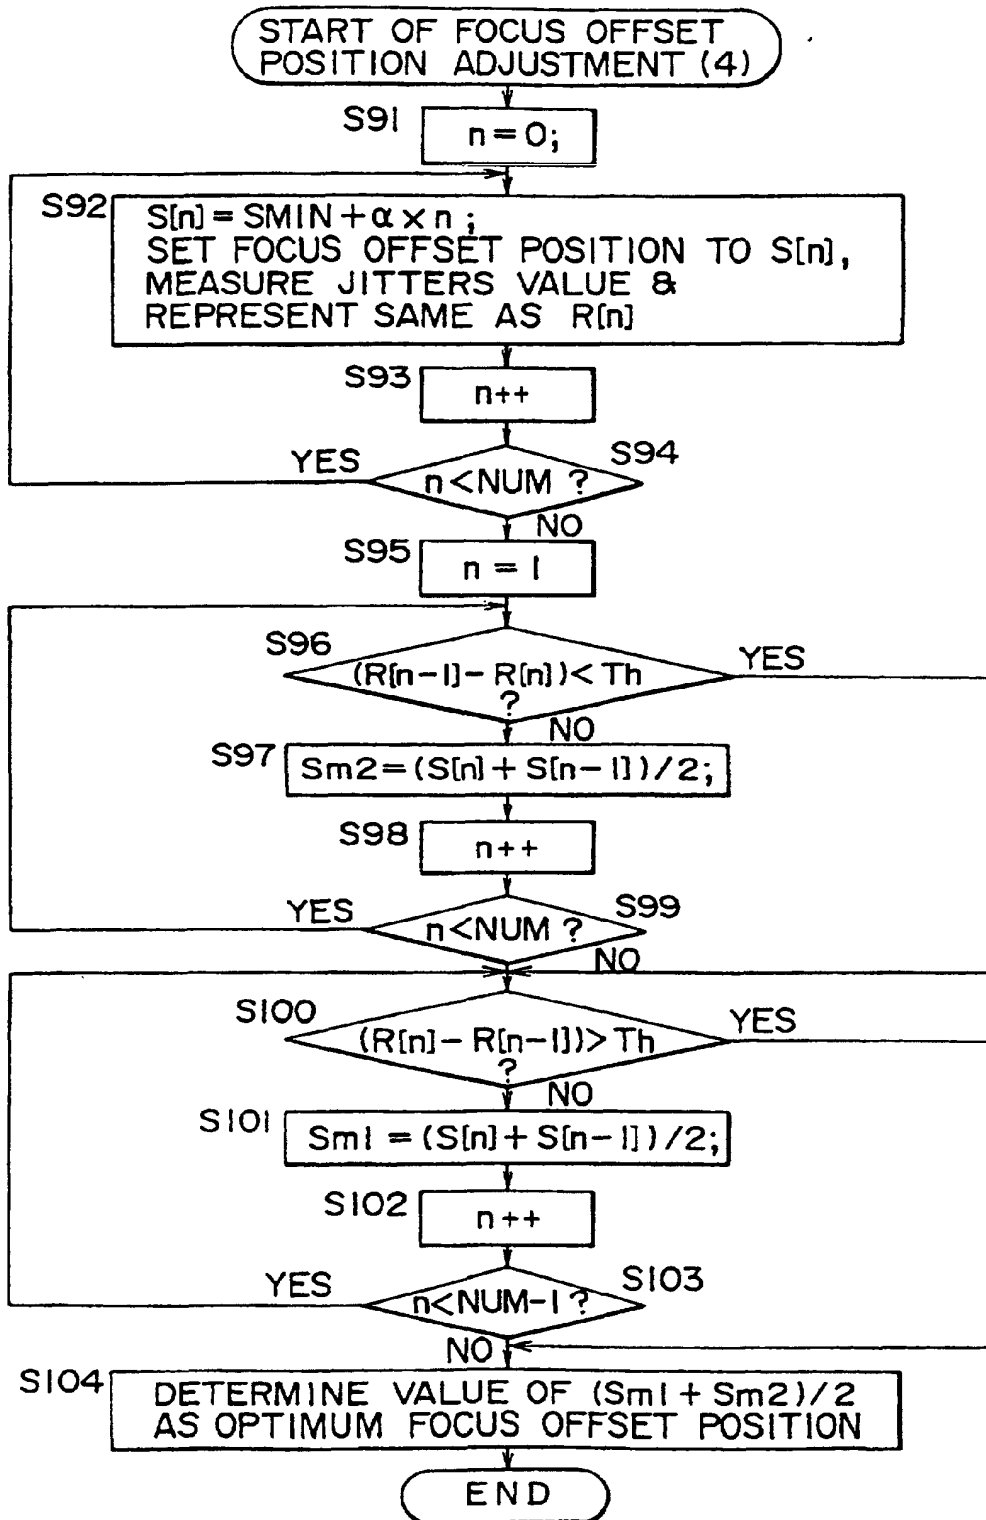 START OF FOCUS OFFSET
POSITION ADJUSTMENT (4)
S91
n=0;
S92
S[n]=SMIN+α×n;
SET FOCUS OFFSET POSITION TO S[n],
MEASURE JITTERS VALUE &
REPRESENT SAME AS R[n]
S93
n++
YES
S94
n<NUM ?
NO
S95
n = 1
S96
YES
(R[n-1]-R[n])<Th
?
NO
S97
Sm2=(S[n]+S[n-1])/2;
S98
n++
YES
S99
n<NUM ?
NO
S100
YES
(R[n]-R[n-1])>Th
?
NO
S101
Sm1=(S[n]+S[n-1])/2;
S102
n++
YES
S103
n<NUM-1?
NO
S104
DETERMINE VALUE OF (Sm1+Sm2)/2
AS OPTIMUM FOCUS OFFSET POSITION
END